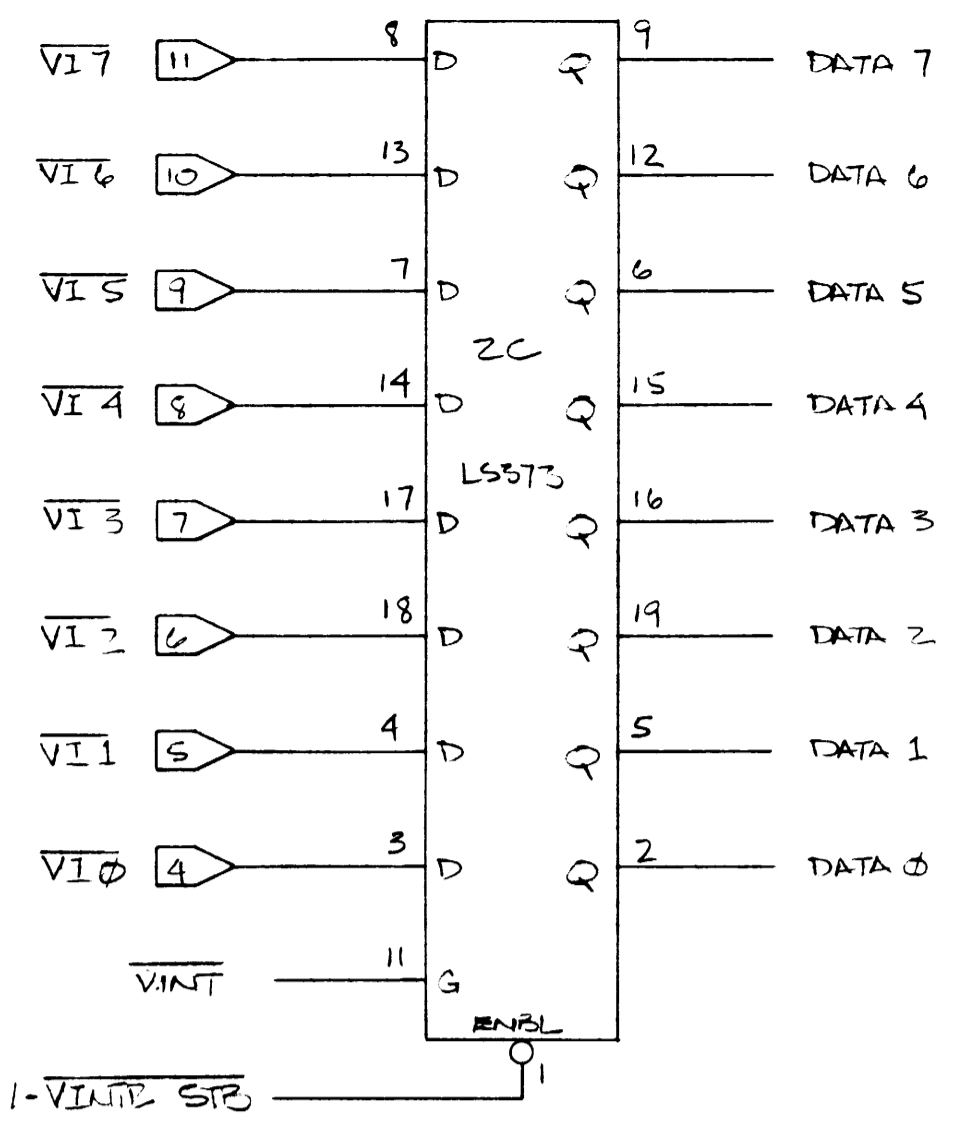 VI 7 11 8 D Q 9 DATA 7
VI 6 10 13 D Q 12 DATA 6
VI 5 9 7 D Q 6 DATA 5
2C
VI 4 8 14 D Q 15 DATA 4
LS373
VI 3 7 17 D Q 16 DATA 3
VI 2 6 18 D Q 19 DATA 2
VI 1 5 4 D Q 5 DATA 1
VI Ø 4 3 D Q 2 DATA Ø
VINT 11 G
ENBL
1
1-VINTR STB